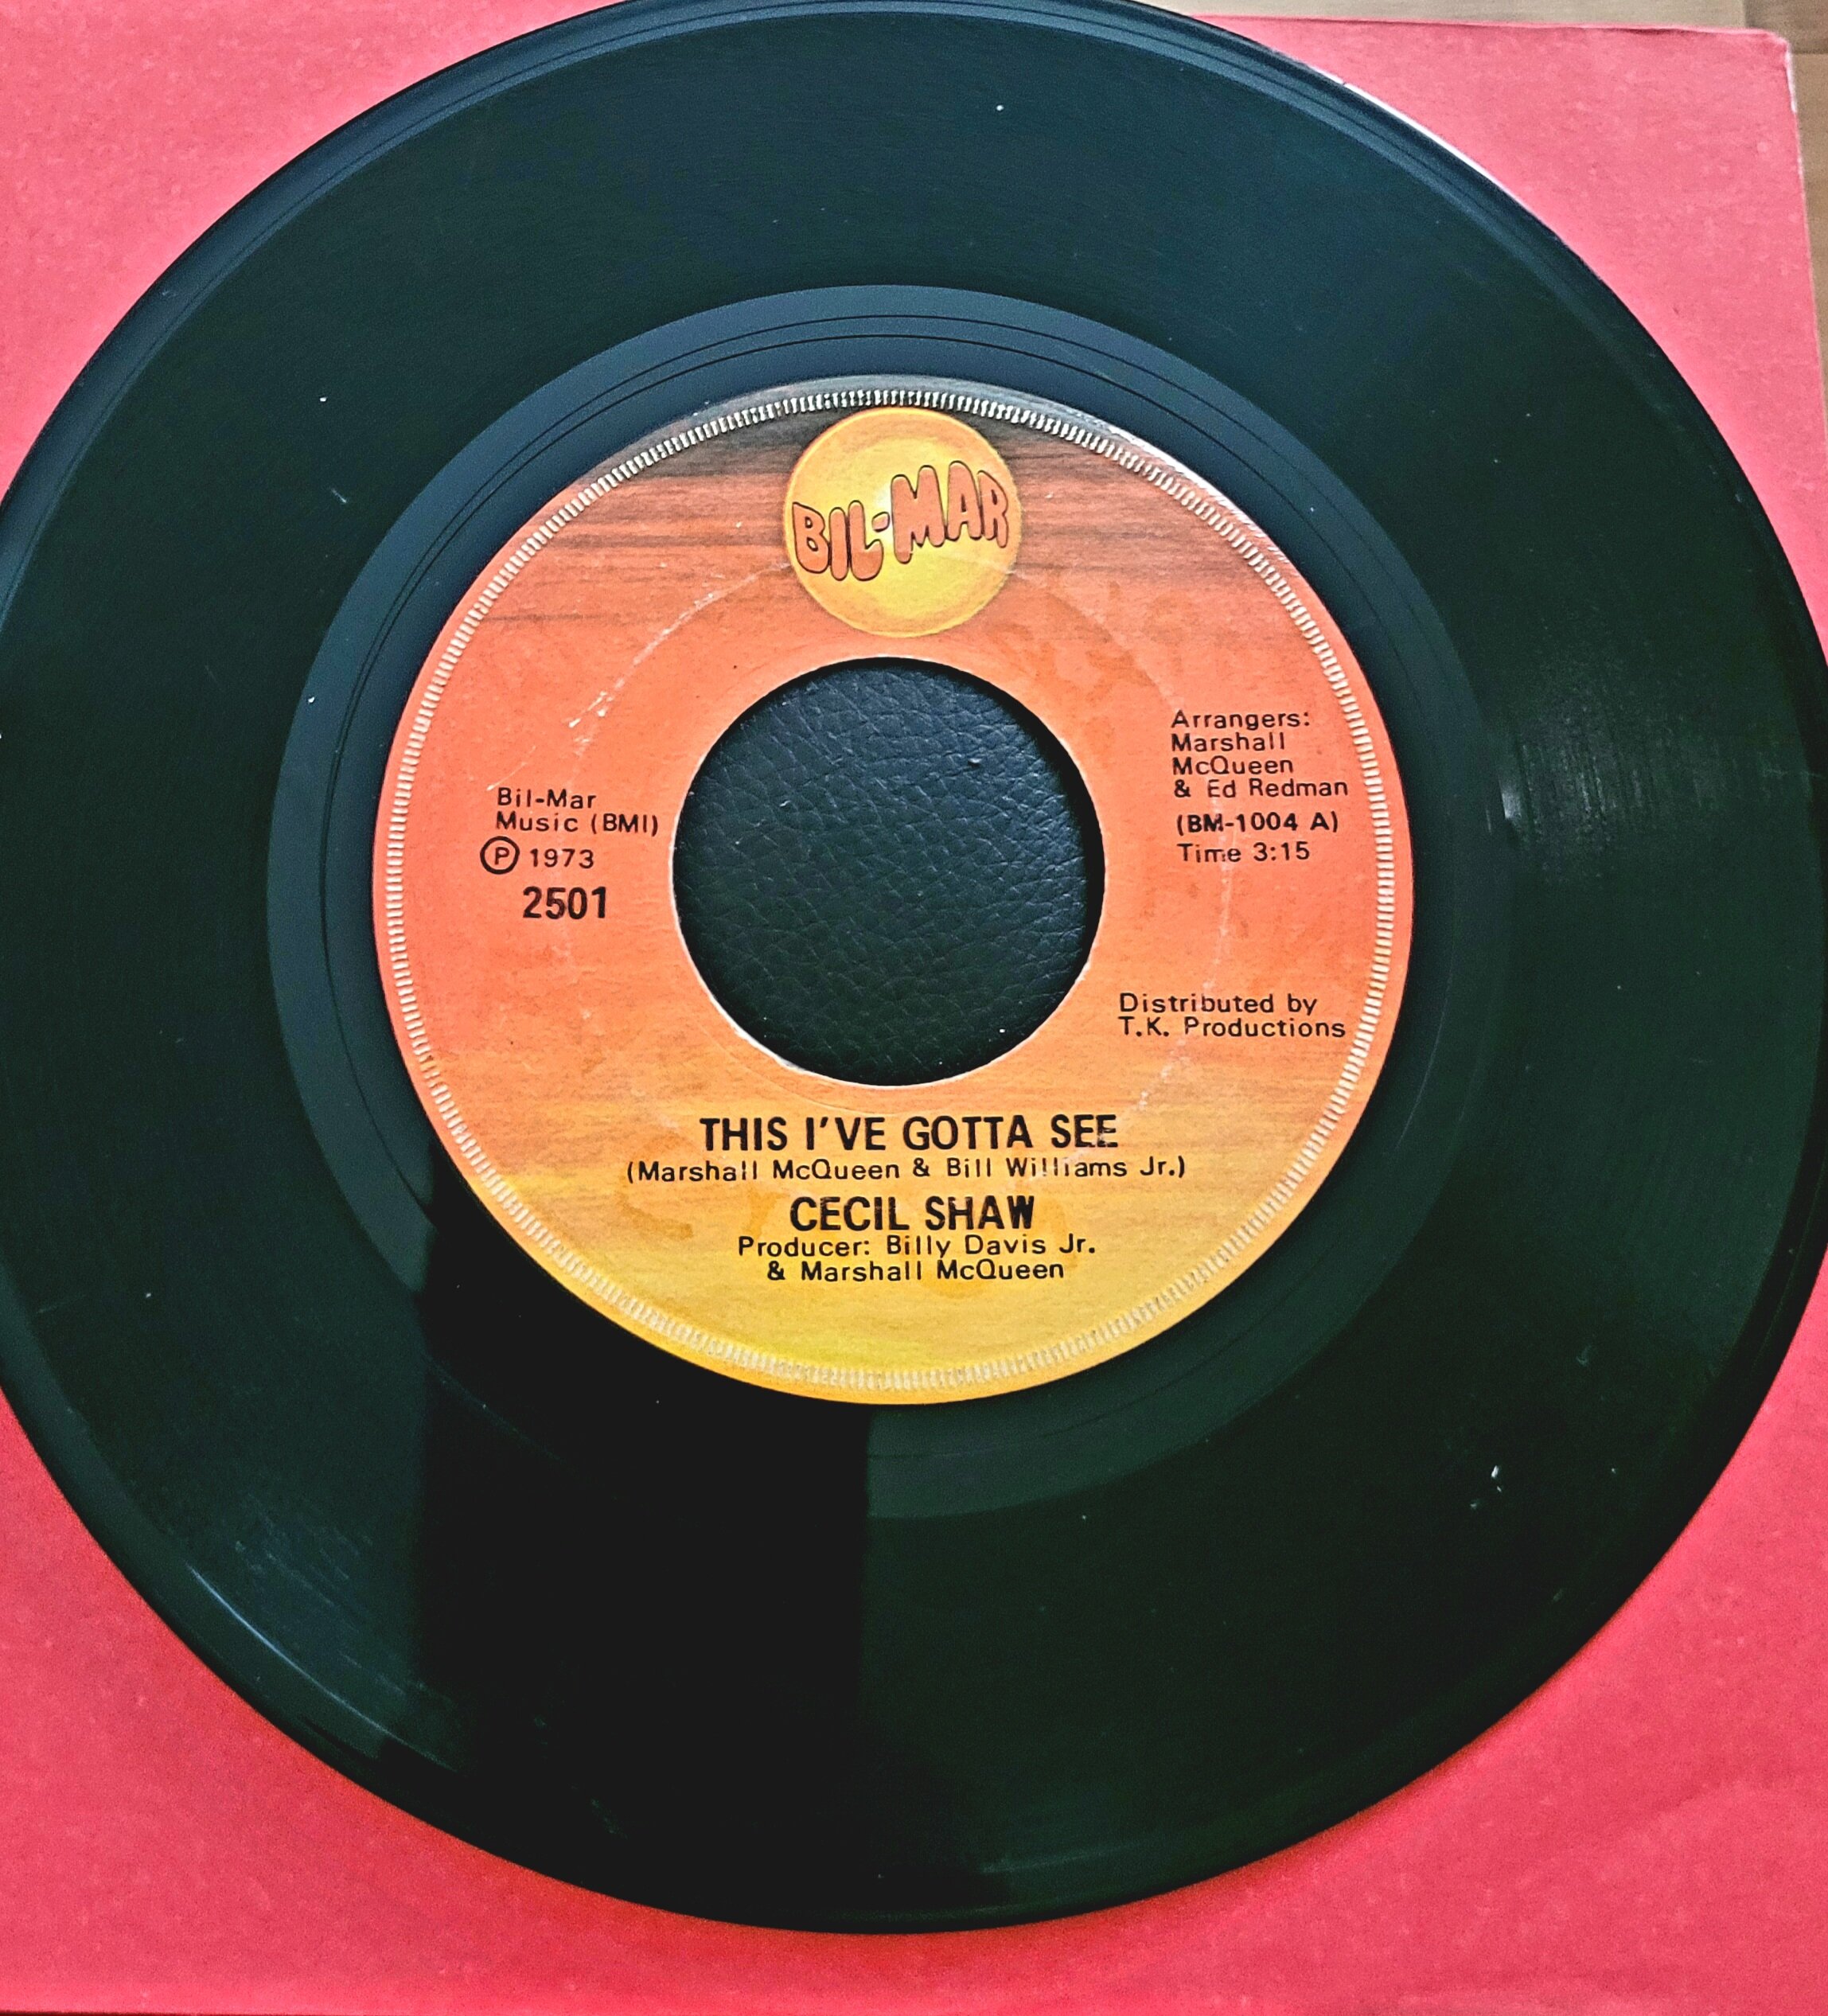 BIL-MAR
Bil-Mar
Music (BMI)
Ⓟ 1973
2501
Arrangers:
Marshall
McQueen
& Ed Redman
(BM-1004 A)
Time 3:15
Distributed by
T.K. Productions
THIS I'VE GOTTA SEE
(Marshall McQueen & Bill Williams Jr.)
CECIL SHAW
Producer: Billy Davis Jr.
& Marshall McQueen